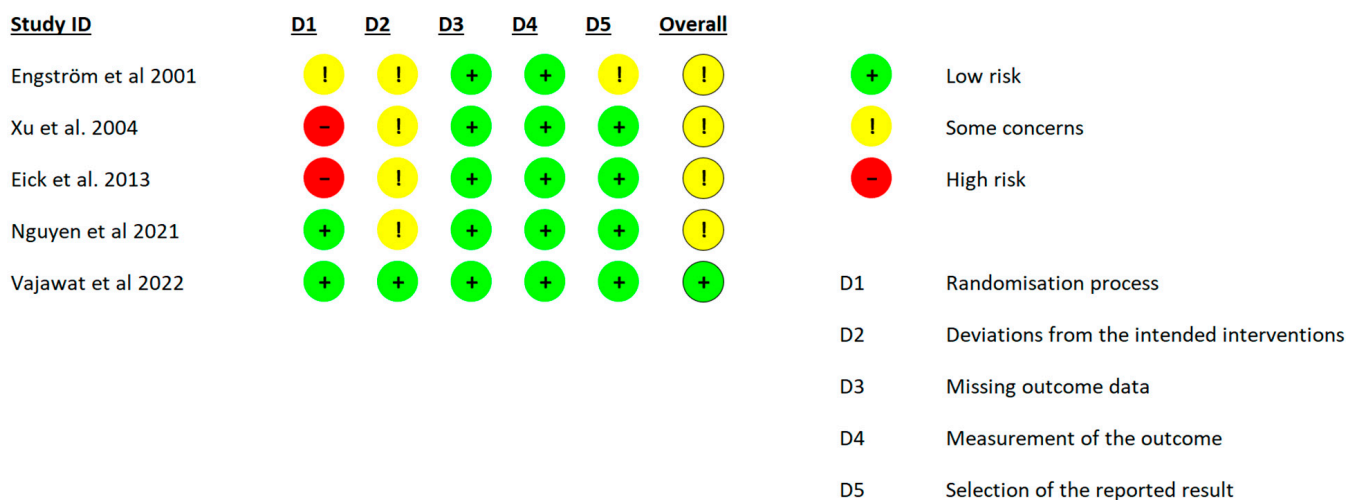 Study ID D1 D2 D3 D4 D5 Overall
Engström et al 2001 ! ! + + ! ! + Low risk
Xu et al. 2004 - ! + + + ! ! Some concerns
Eick et al. 2013 - ! + + + ! - High risk
Nguyen et al 2021 + ! + + + !
Vajawat et al 2022 + + + + + +
D1 Randomisation process
D2 Deviations from the intended interventions
D3 Missing outcome data
D4 Measurement of the outcome
D5 Selection of the reported result